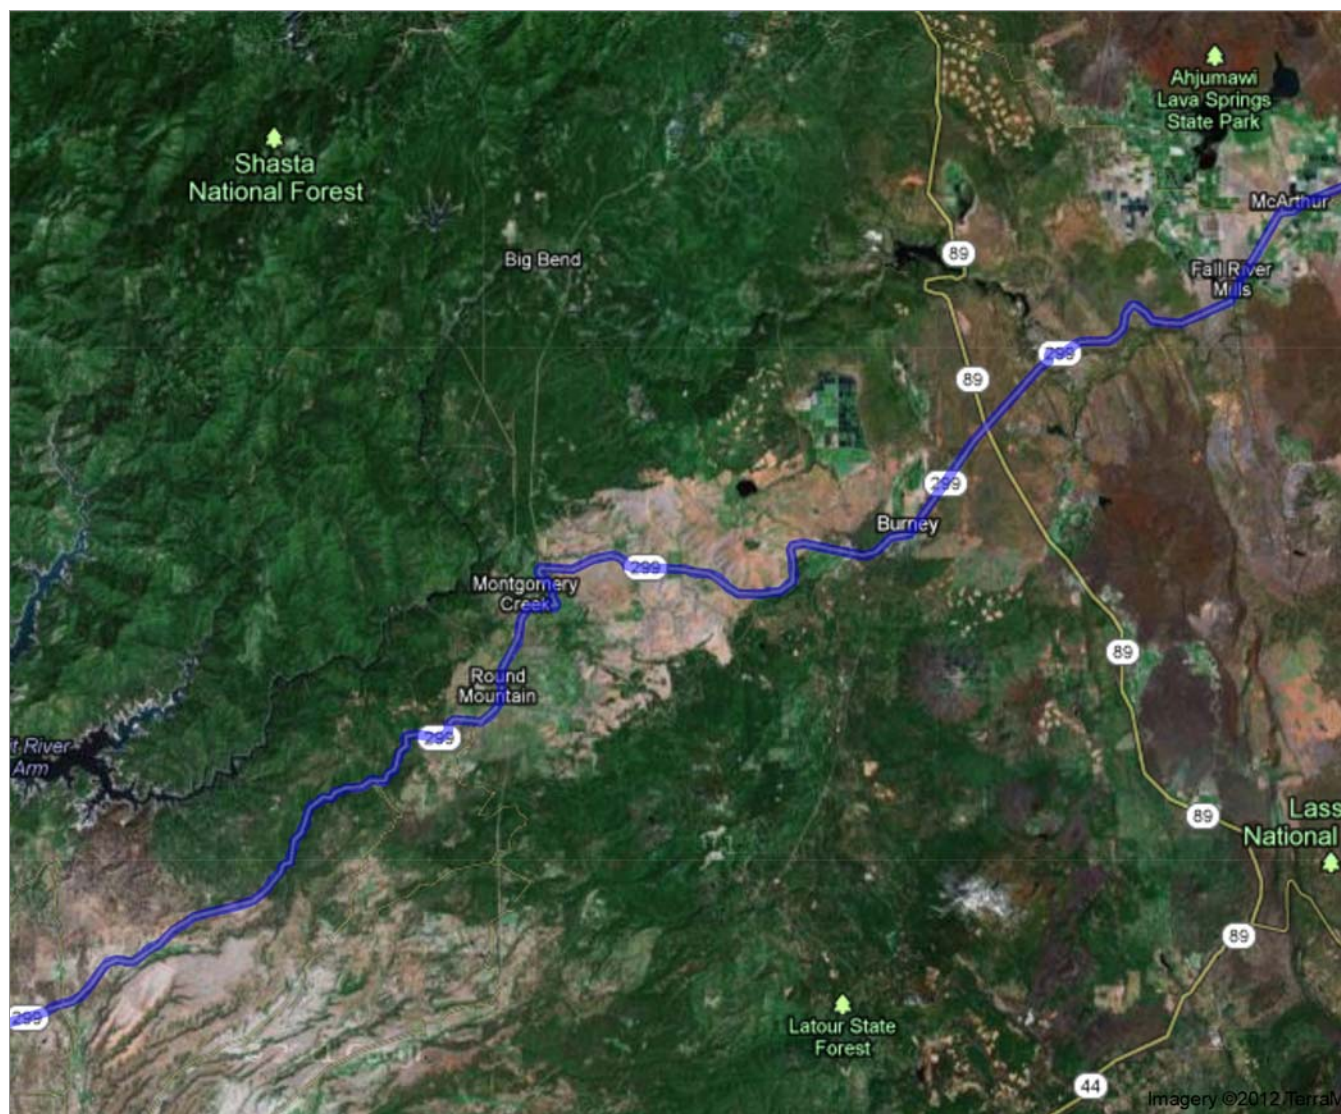 Ahjumawi
Lava Springs
State Park
Shasta
National Forest
McArthur
89
Big Bend
Fall River
Mills
299
89
299
Burney
299
Montgomery
Creek
89
Round
Mountain
299
it River
Arm
89
Lass
National
89
299
Latour State
Forest
44
Imagery ©2012 TerraM